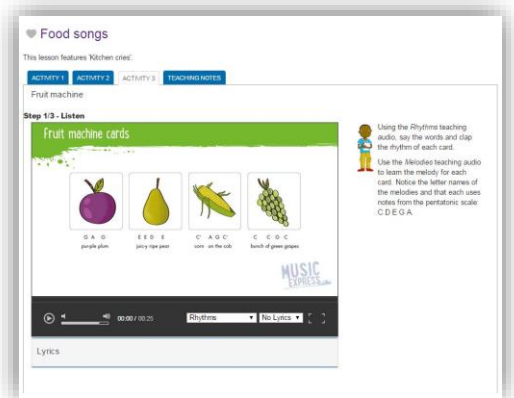 Food songs
This lesson features 'Kitchen cries'.
ACTIVITY 1 ACTIVITY 2 ACTIVITY 3 TEACHING NOTES
Fruit machine
Step 1/3 - Listen
Fruit machine cards
G A G
pur-ple plum
E E G E
juic-y ripe pear
C' A G C'
corn on the cob
C C G C
bunch of green grapes
MUSIC
EXPRESS
00:00 / 00:25
Rhythms
No Lyrics
Lyrics
Using the Rhythms teaching
audio, say the words and clap
the rhythm of each card.
Use the Melodies teaching audio
to learn the melody for each
card. Notice the letter names of
the melodies and that each uses
notes from the pentatonic scale:
C D E G A.